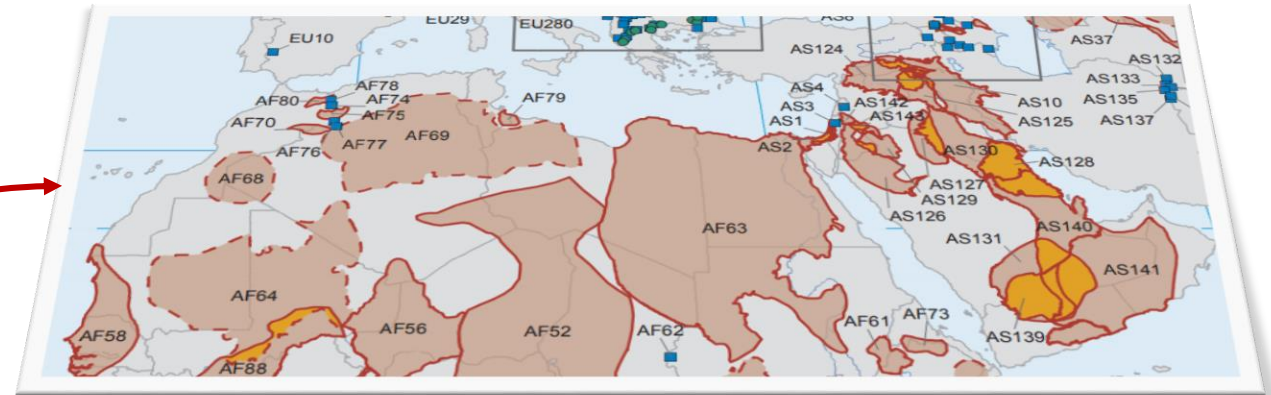 EU29
EU280
AS8
EU10
AS37
AS124
AS132
AF78
AS4
AS133
AF80
AF74
AF79
AS3
AS142
AS10
AS135
AF75
AS1
AS143
AF70
AF69
AS125
AS137
AF76
AF77
AS2
AS130
AS128
AF68
AS127
AS129
AS126
AF63
AS140
AS131
AS141
AF64
AF58
AF56
AF52
AF62
AF61
AF73
AS139
AF88